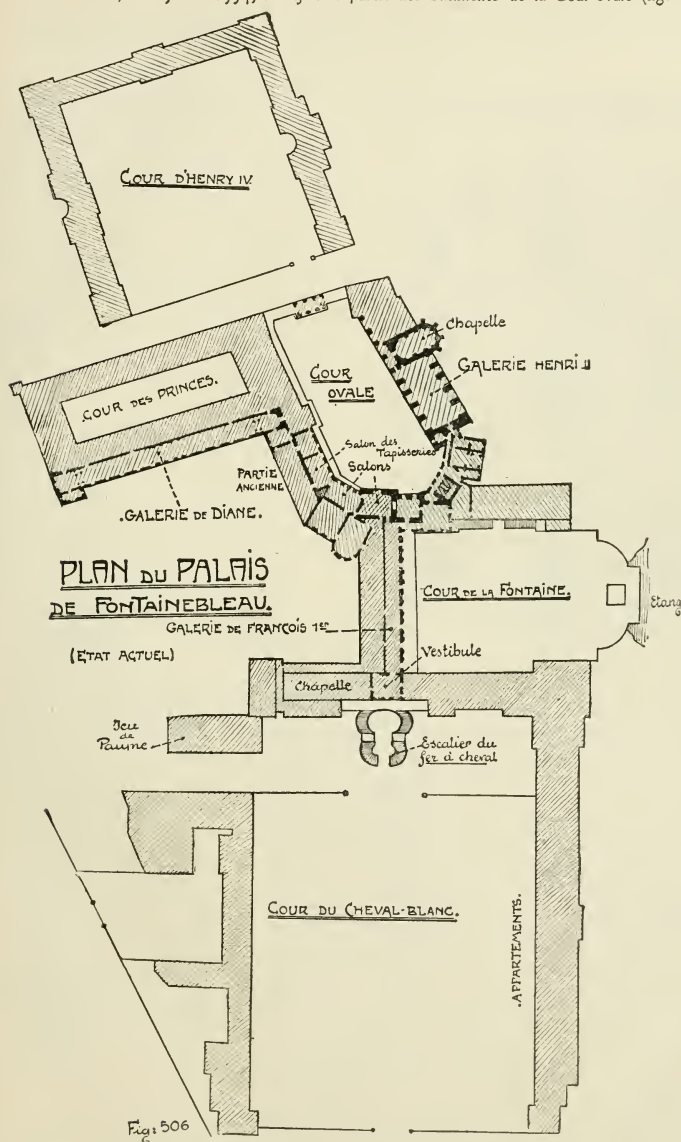 COUR D'HENRY IV.
Chapelle
GALERIE HENRI II
COUR
OVALE
COUR DES PRINCES.
Salon des
Tapisseries
Salons
PARTIE
ANCIENNE
.GALERIE DE DIANE.
PLAN DU PALAIS
DE FONTAINEBLEAU.
(ETAT ACTUEL)
COUR DE LA FONTAINE.
Etang
GALERIE DE FRANÇOIS 1er
Vestibule
Chapelle
Jeu
de
Paume
Escalier du
fer à cheval
COUR DU CHEVAL-BLANC.
.APPARTEMENTS.
Fig: 506